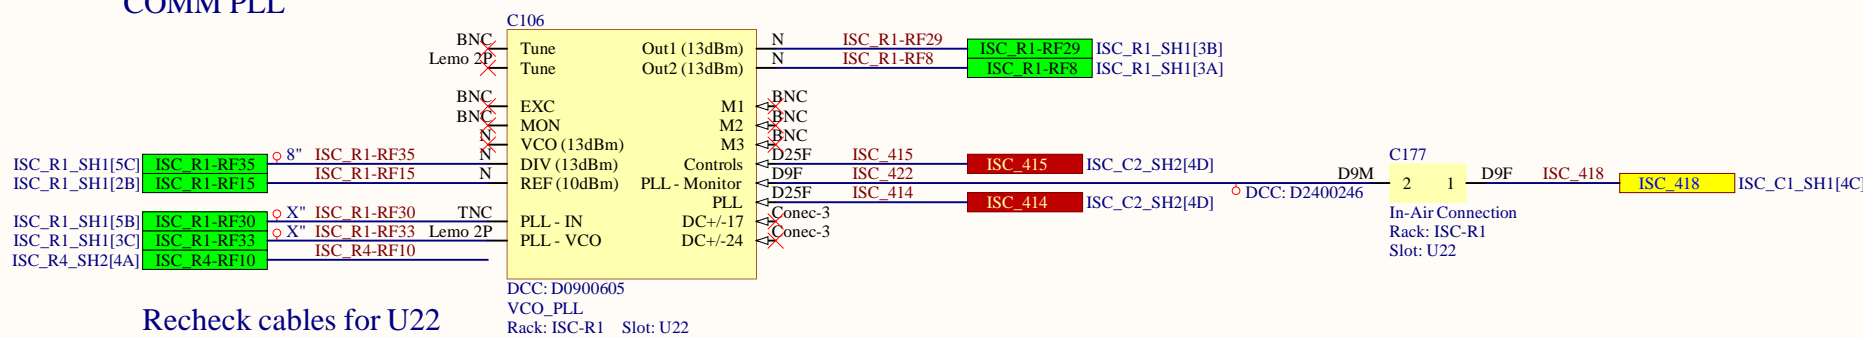 COMM PLL
C106
BNC Tune Out1 (13dBm) N ISC_R1-RF29 ISC_R1-RF29 ISC_R1_SH1[3B]
Lemo 2P Tune Out2 (13dBm) N ISC_R1-RF8 ISC_R1-RF8 ISC_R1_SH1[3A]
BNC EXC M1 BNC
BNC MON M2 BNC
N VCO (13dBm) M3 BNC
ISC_R1_SH1[5C] ISC_R1-RF35 8" ISC_R1-RF35 N DIV (13dBm) Controls D25F ISC_415 ISC_415 ISC_C2_SH2[4D]
C177
ISC_R1_SH1[2B] ISC_R1-RF15 ISC_R1-RF15 N REF (10dBm) PLL - Monitor D9F ISC_422 DCC: D2400246 D9M 2 1 D9F ISC_418 ISC_418 ISC_C1_SH1[4C]
PLL D25F ISC_414 ISC_414 ISC_C2_SH2[4D]
ISC_R1_SH1[5B] ISC_R1-RF30 X" ISC_R1-RF30 TNC PLL - IN DC+/-17 Conec-3
ISC_R1_SH1[3C] ISC_R1-RF33 X" ISC_R1-RF33 Lemo 2P PLL - VCO DC+/-24 Conec-3
ISC_R4_SH2[4A] ISC_R4-RF10 ISC_R4-RF10
In-Air Connection
Rack: ISC-R1
Slot: U22
DCC: D0900605
VCO_PLL
Rack: ISC-R1 Slot: U22
Recheck cables for U22